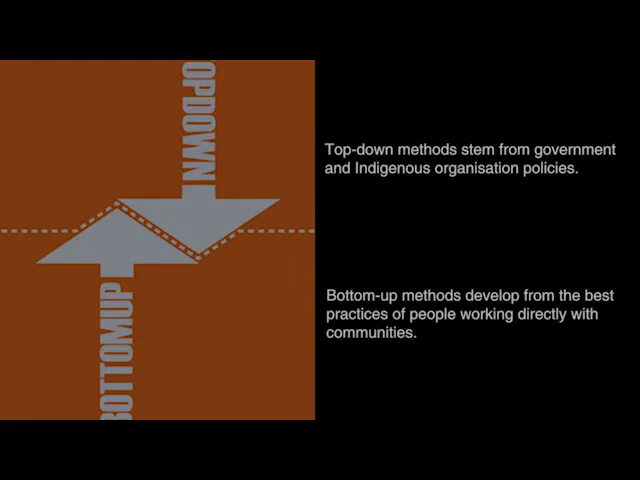 OPDOWN
Top-down methods stem from government
and Indigenous organisation policies.
BOTTOMUP
Bottom-up methods develop from the best
practices of people working directly with
communities.